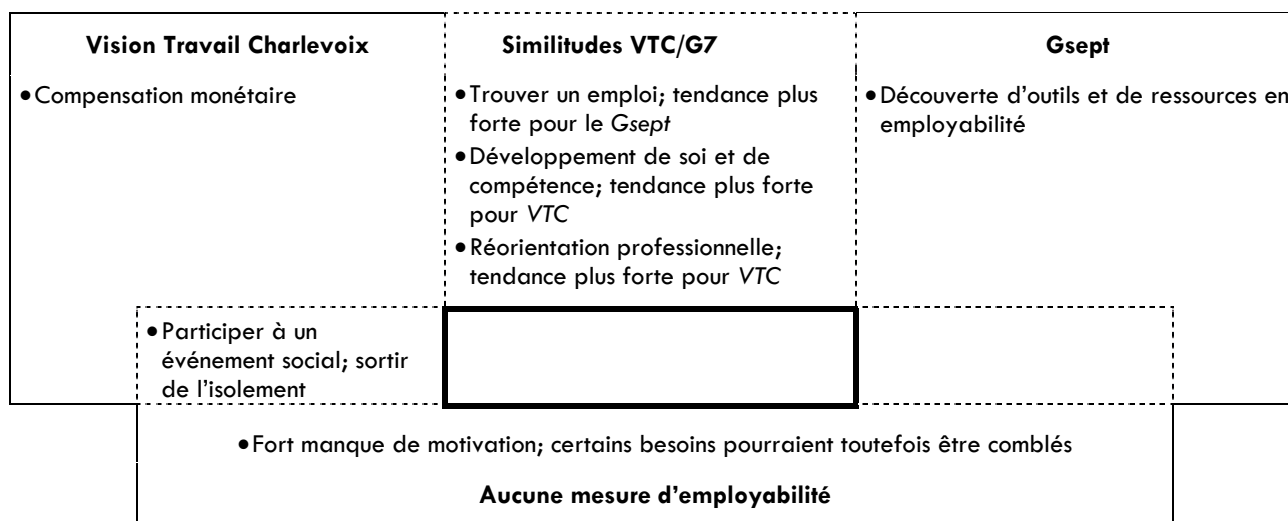 Vision Travail Charlevoix
•Compensation monétaire
Similitudes VTC/G7
•Trouver un emploi; tendance plus
forte pour le Gsept
•Développement de soi et de
compétence; tendance plus forte
pour VTC
•Réorientation professionnelle;
tendance plus forte pour VTC
Gsept
•Découverte d'outils et de ressources en
employabilité
•Participer à un
événement social; sortir
de l'isolement
•Fort manque de motivation; certains besoins pourraient toutefois être comblés
Aucune mesure d'employabilité